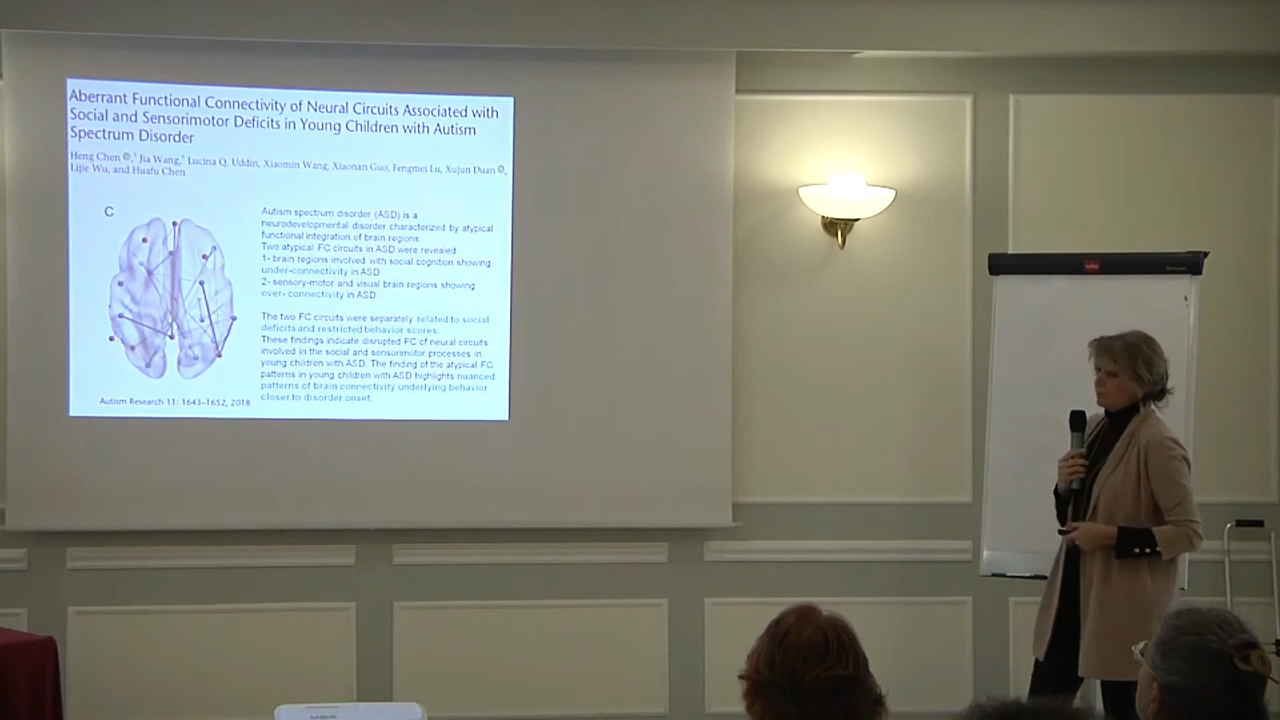 Aberrant Functional Connectivity of Neural Circuits Associated with
Social and Sensorimotor Deficits in Young Children with Autism
Spectrum Disorder
Heng Chen , Jia Wang, Lucina Q. Uddin, Xiaomin Wang, Xiaonan Guo, Fengmei Lu, Xujun Duan ,
Lijie Wu, and Huafu Chen
C
Autism spectrum disorder (ASD) is a
neurodevelopmental disorder characterized by atypical
functional integration of brain regions
Two atypical FC circuits in ASD were revealed
1- brain regions involved with social cognition showing
under-connectivity in ASD
2- sensory-motor and visual brain regions showing
over- connectivity in ASD.
The two FC circuits were separately related to social
deficits and restricted behavior scores.
These findings indicate disrupted FC of neural circuits
involved in the social and sensorimotor processes in
young children with ASD. The finding of the atypical FC
patterns in young children with ASD highlights nuanced
patterns of brain connectivity underlying behavior
closer to disorder onset.
Autism Research 11: 1643–1652, 2018